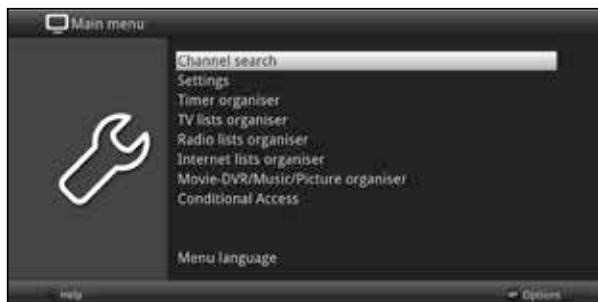 Main menu
Channel search
Settings
Timer organiser
TV lists organiser
Radio lists organiser
Internet lists organiser
Movie-DVR/Music/Picture organiser
Conditional Access
Menu language
Help
Options